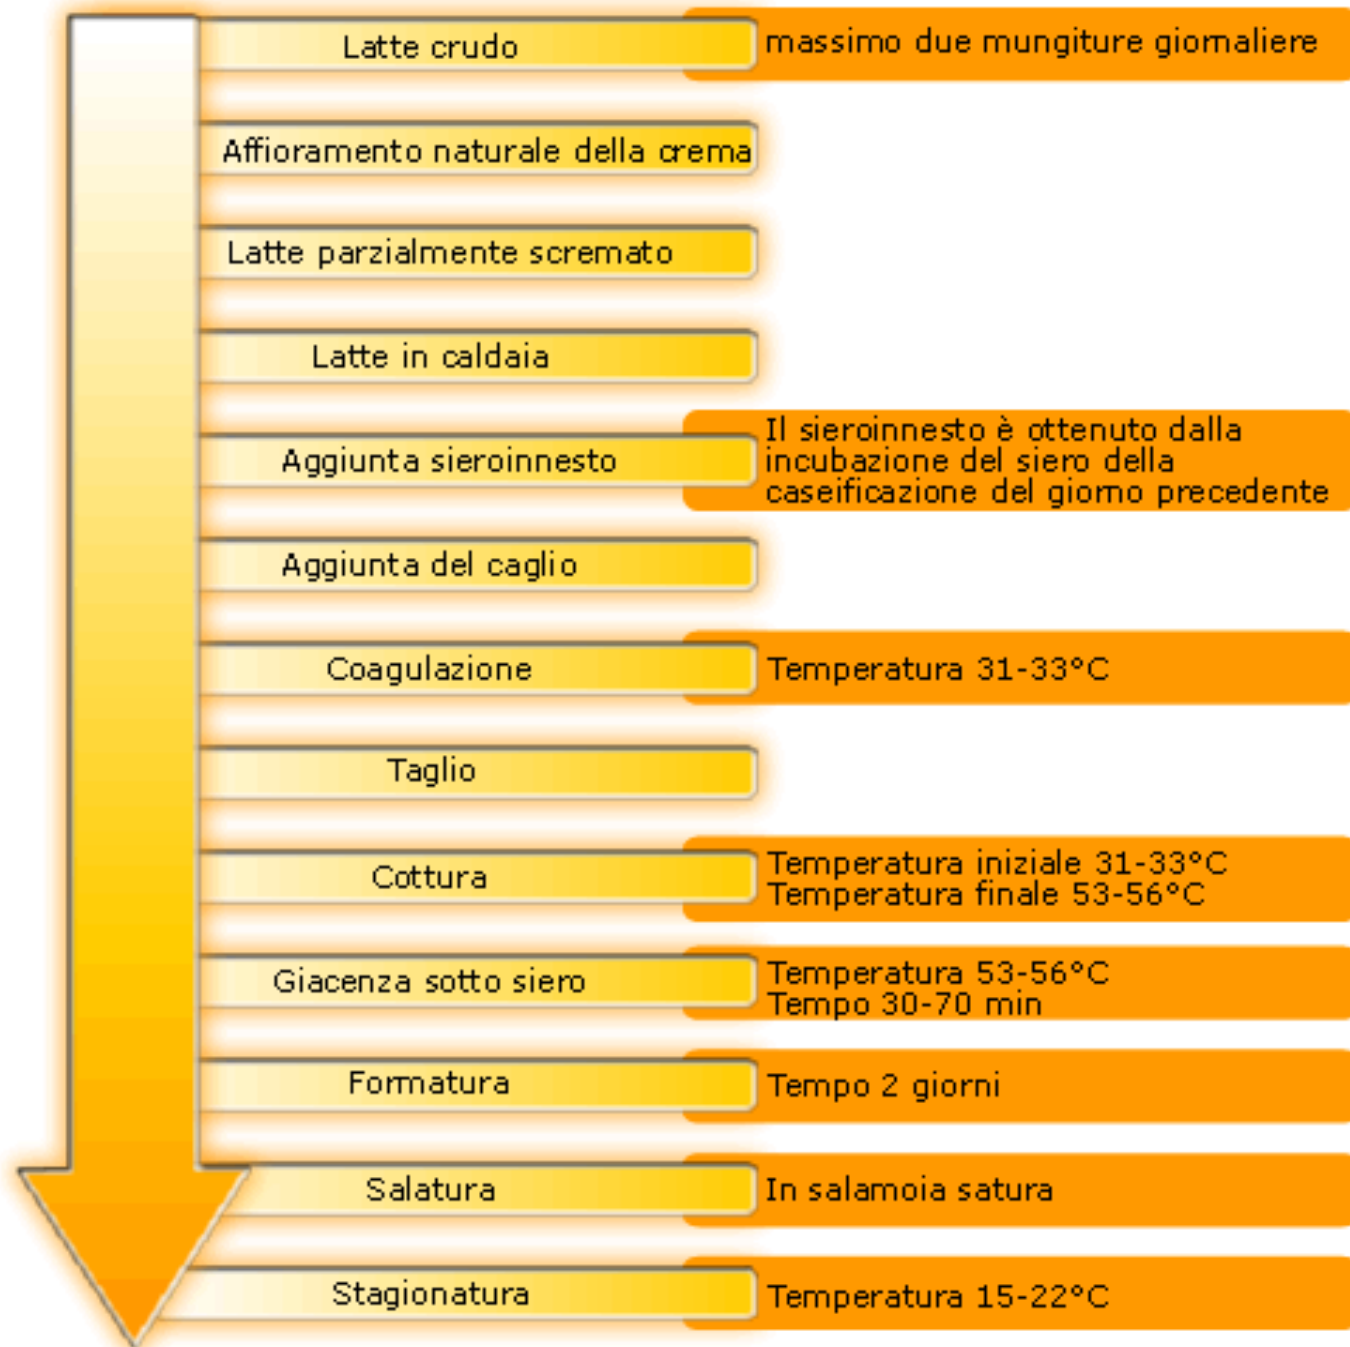 Latte crudo
massimo due mungiture giornaliere
Affioramento naturale della crema
Latte parzialmente scremato
Latte in caldaia
Aggiunta sieroinnesto
Il sieroinnesto è ottenuto dalla
incubazione del siero della
caseificazione del giorno precedente
Aggiunta del caglio
Coagulazione
Temperatura 31-33°C
Taglio
Cottura
Temperatura iniziale 31-33°C
Temperatura finale 53-56°C
Giacenza sotto siero
Temperatura 53-56°C
Tempo 30-70 min
Formatura
Tempo 2 giorni
Salatura
In salamoia satura
Stagionatura
Temperatura 15-22°C